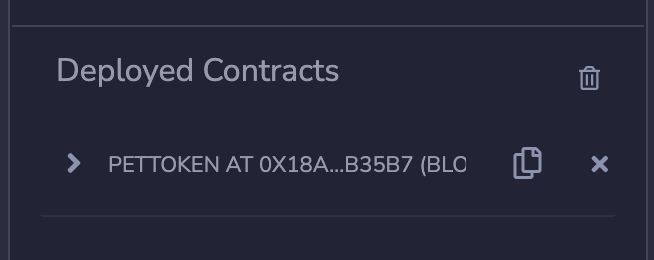 Deployed Contracts
PETTOKEN AT 0X18A...B35B7 (BLO